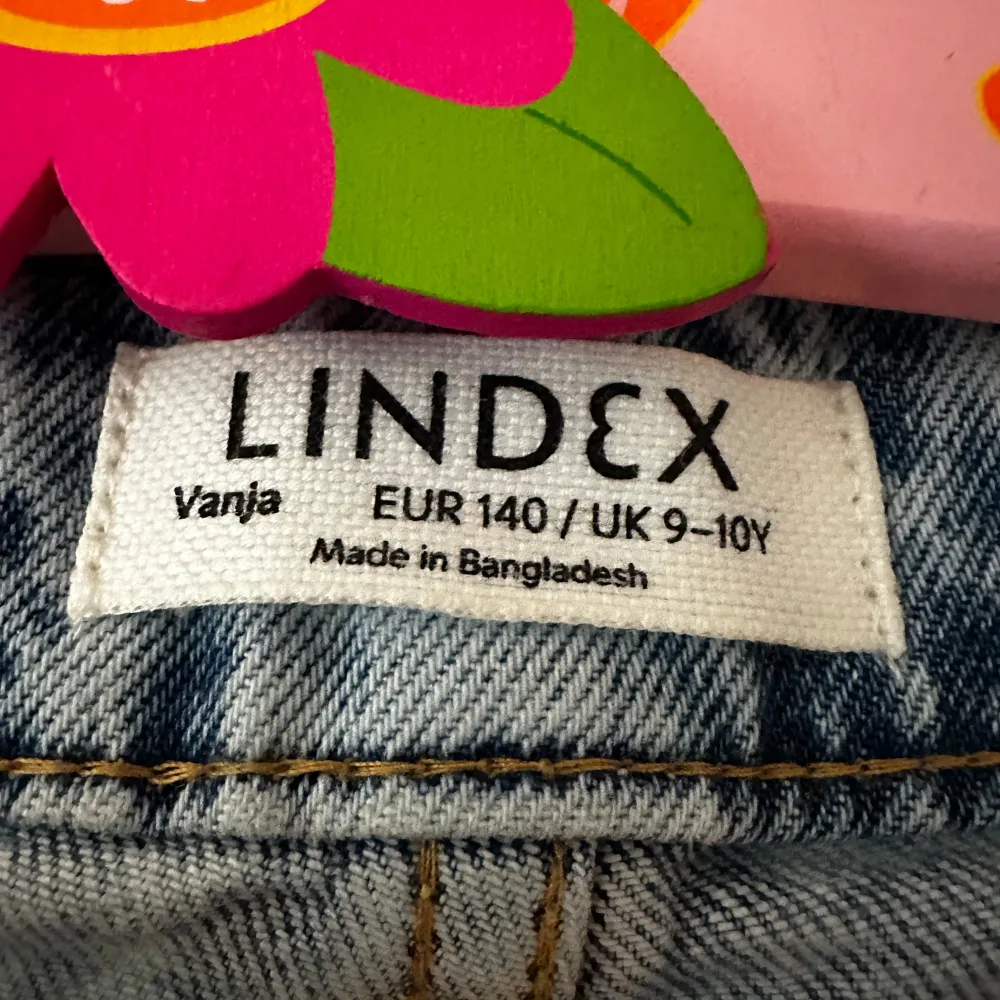 LINDEX
Vanja EUR 140 / UK 9–10Y
Made in Bangladesh